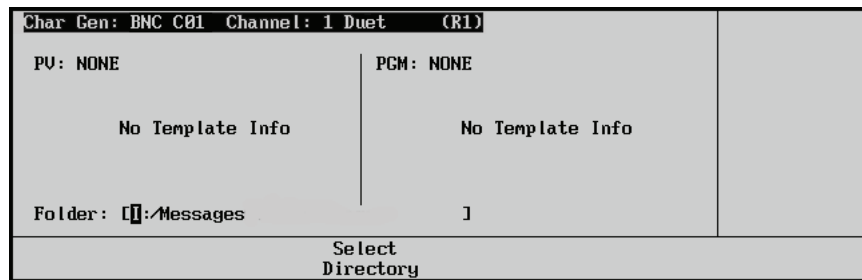 Char Gen: BNC C01 Channel: 1 Duet (R1)
PV: NONE PGM: NONE
No Template Info No Template Info
Folder: [I:/Messages ]
Select
Directory